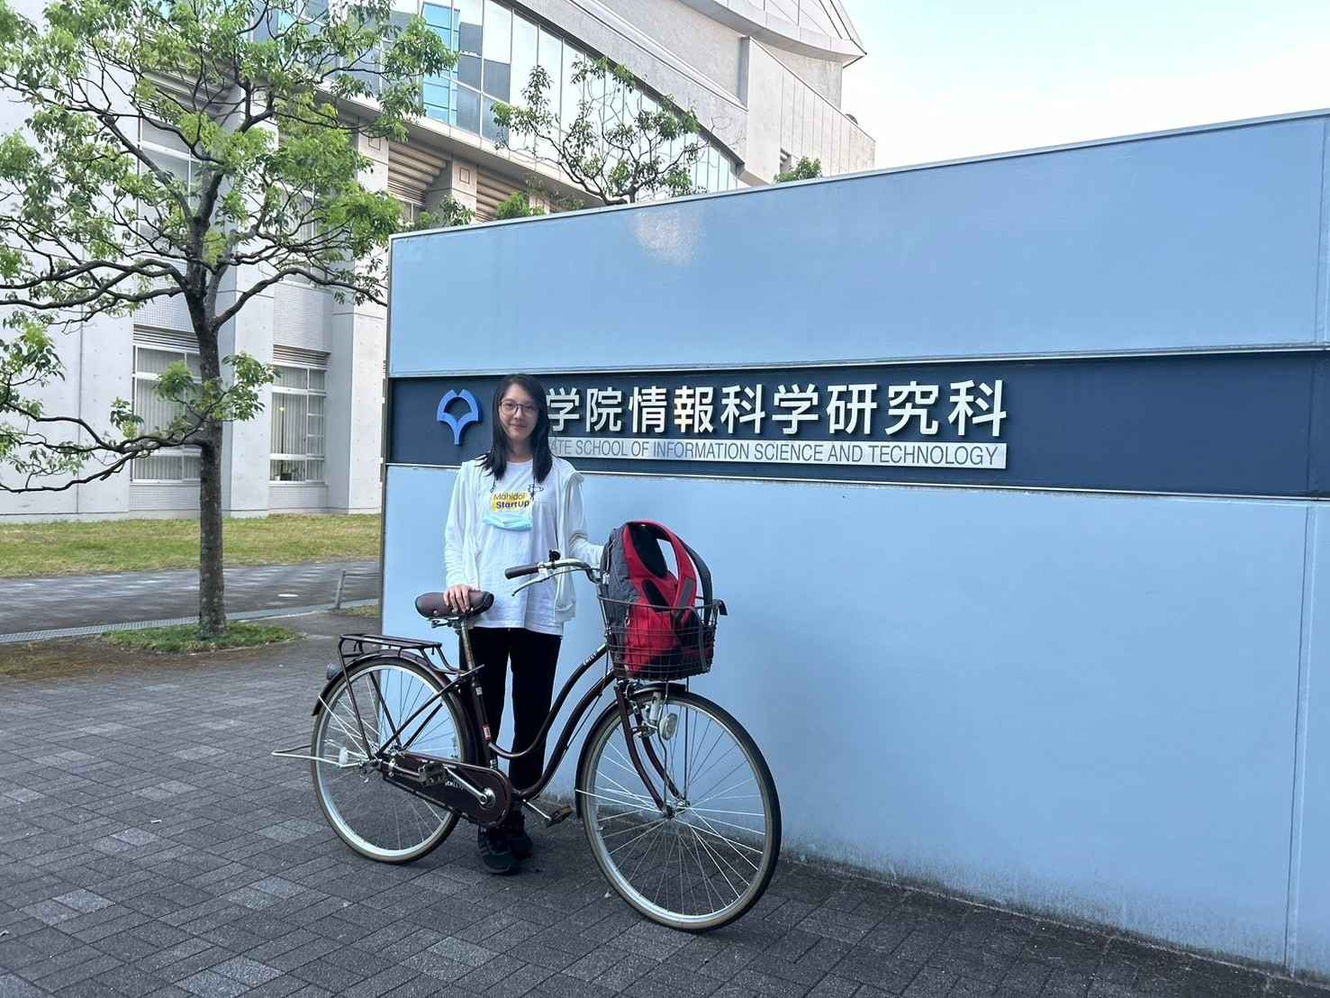 学院情報科学研究科
ATE SCHOOL OF INFORMATION SCIENCE AND TECHNOLOGY
Mahidol
StartUp